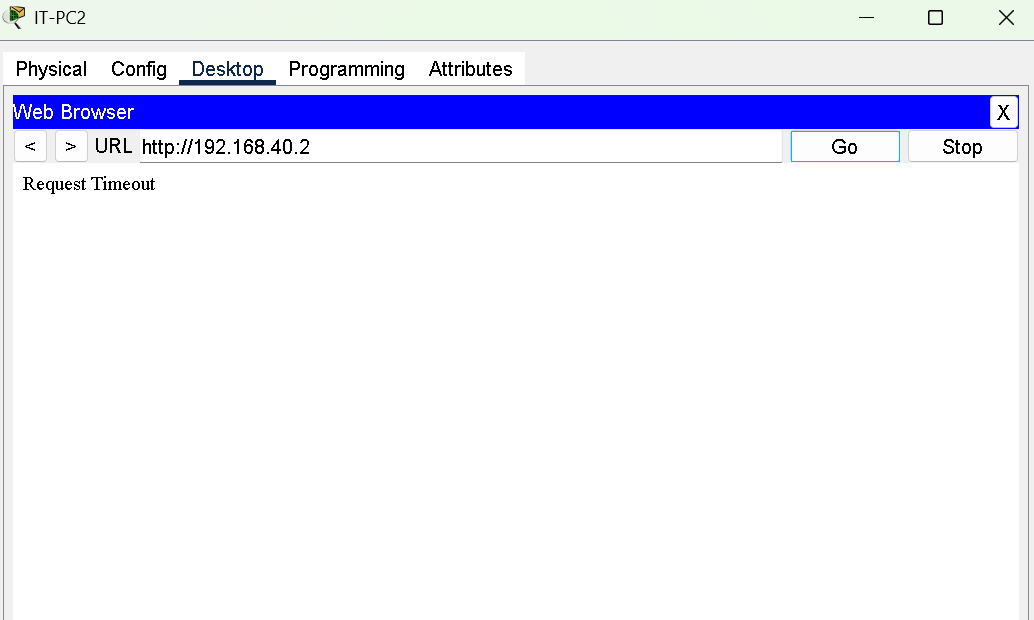 IT-PC2
Physical Config Desktop Programming Attributes
Web Browser X
< > URL http://192.168.40.2 Go Stop
Request Timeout